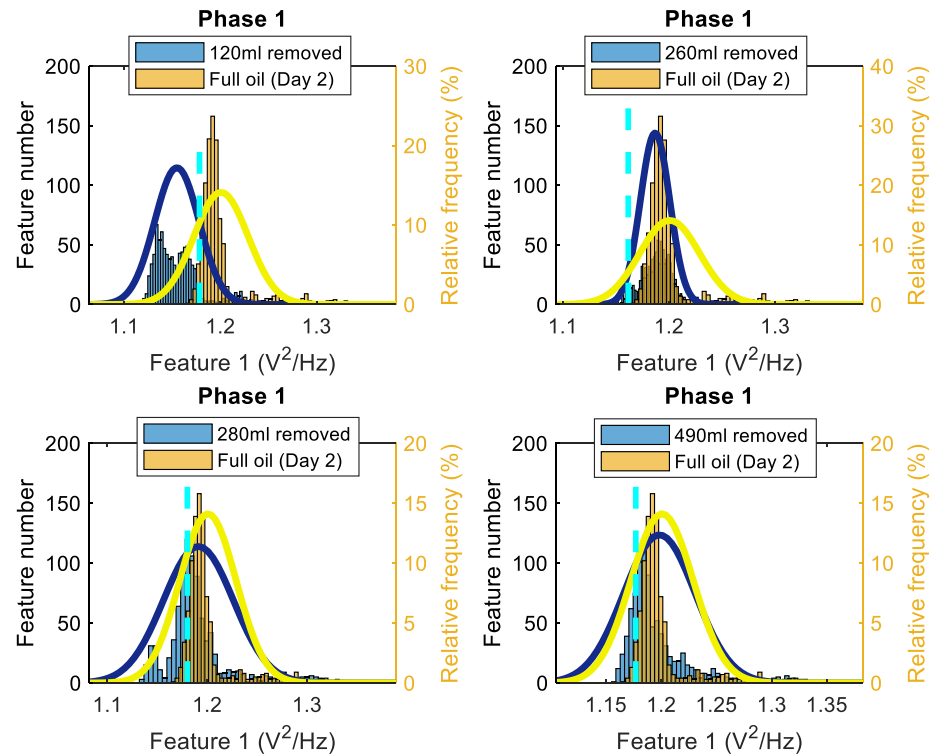 Phase 1
120ml removed
Full oil (Day 2)
200
150
100
50
0
Feature number
30
20
10
0
Relative frequency (%)
1.1
1.2
1.3
Feature 1 (V²/Hz)
Phase 1
260ml removed
Full oil (Day 2)
200
150
100
50
0
Feature number
40
30
20
10
0
Relative frequency (%)
1.1
1.2
1.3
Feature 1 (V²/Hz)
Phase 1
280ml removed
Full oil (Day 2)
200
150
100
50
0
Feature number
20
15
10
5
0
Relative frequency (%)
1.1
1.2
1.3
Feature 1 (V²/Hz)
Phase 1
490ml removed
Full oil (Day 2)
200
150
100
50
0
Feature number
20
15
10
5
0
Relative frequency (%)
1.15
1.2
1.25
1.3
1.35
Feature 1 (V²/Hz)